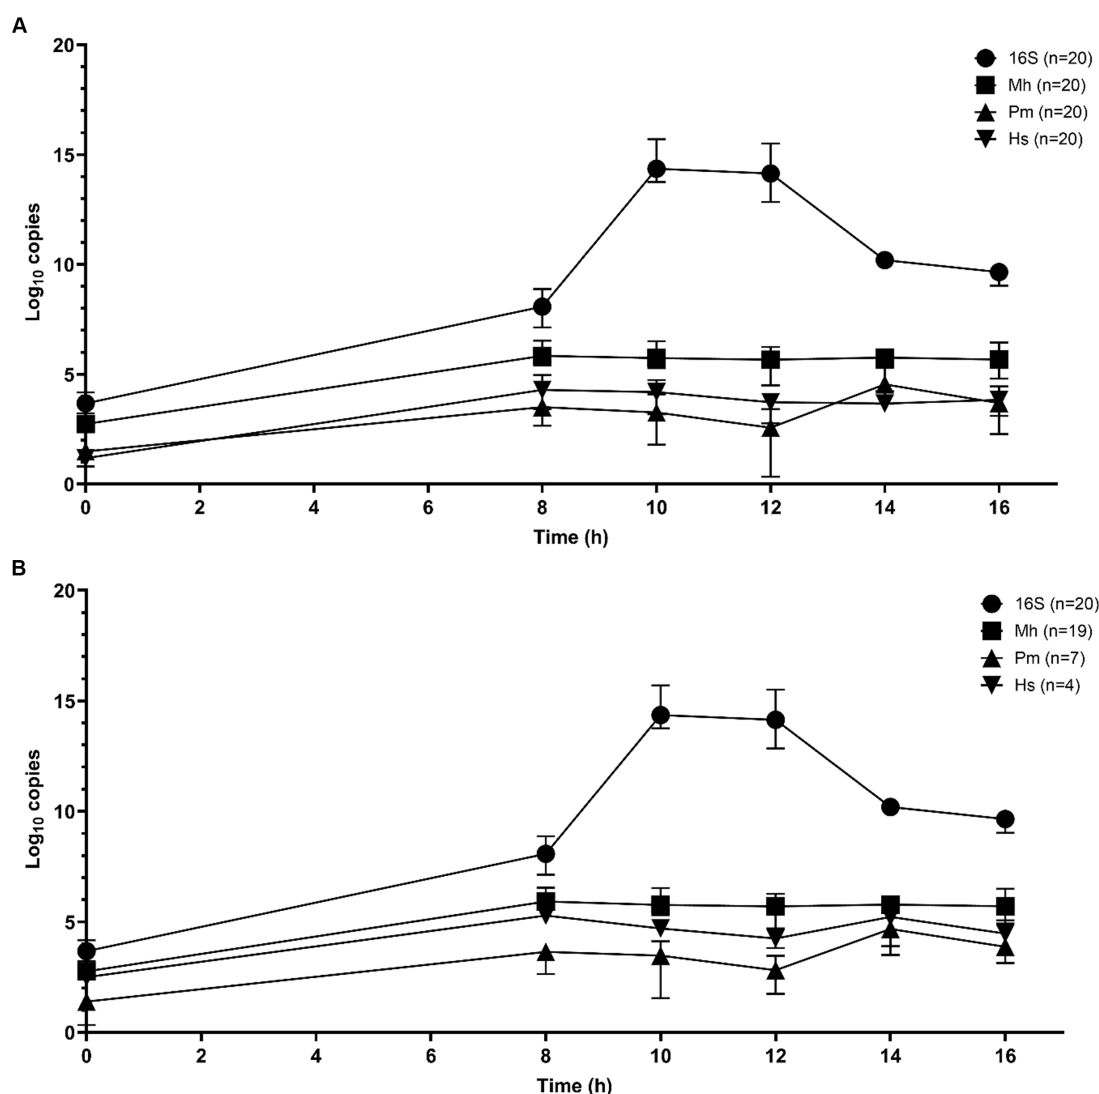 A
20
15
10
5
0
Log10 copies
0 2 4 6 8 10 12 14 16
Time (h)
16S (n=20)
Mh (n=20)
Pm (n=20)
Hs (n=20)
B
20
15
10
5
0
Log10 copies
0 2 4 6 8 10 12 14 16
Time (h)
16S (n=20)
Mh (n=19)
Pm (n=7)
Hs (n=4)